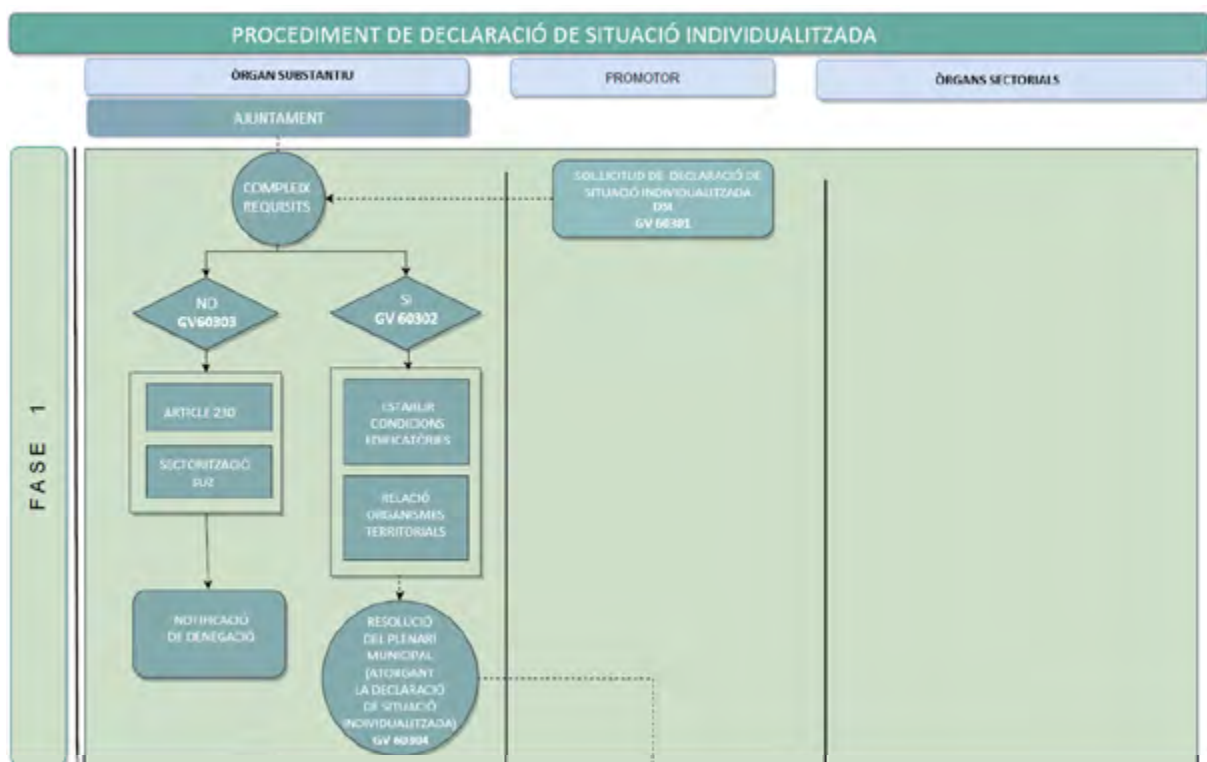 PROCEDIMENT DE DECLARACIÓ DE SITUACIÓ INDIVIDUALITZADA
ÒRGAN SUBSTANTIU
PROMOTOR
ÒRGANS SECTORIALS
AJUNTAMENT
FASE 1
COMPLEIX
REQUISITS
SOL·LICITUD DE DECLARACIÓ DE
SITUACIÓ INDIVIDUALITZADA
DSI
GV 60301
NO
GV60303
SI
GV 60302
ARTICLE 230
SECTORITZACIÓ
SUZ
ESTABLIR
CONDICIONS
EDIFICATÒRIES
RELACIÓ
ORGANISMES
TERRITORIALS
NOTIFICACIÓ
DE DENEGACIÓ
RESOLUCIÓ
DEL PLENARI
MUNICIPAL
(ATORGANT
LA DECLARACIÓ
DE SITUACIÓ
INDIVIDUALITZADA)
GV 60304